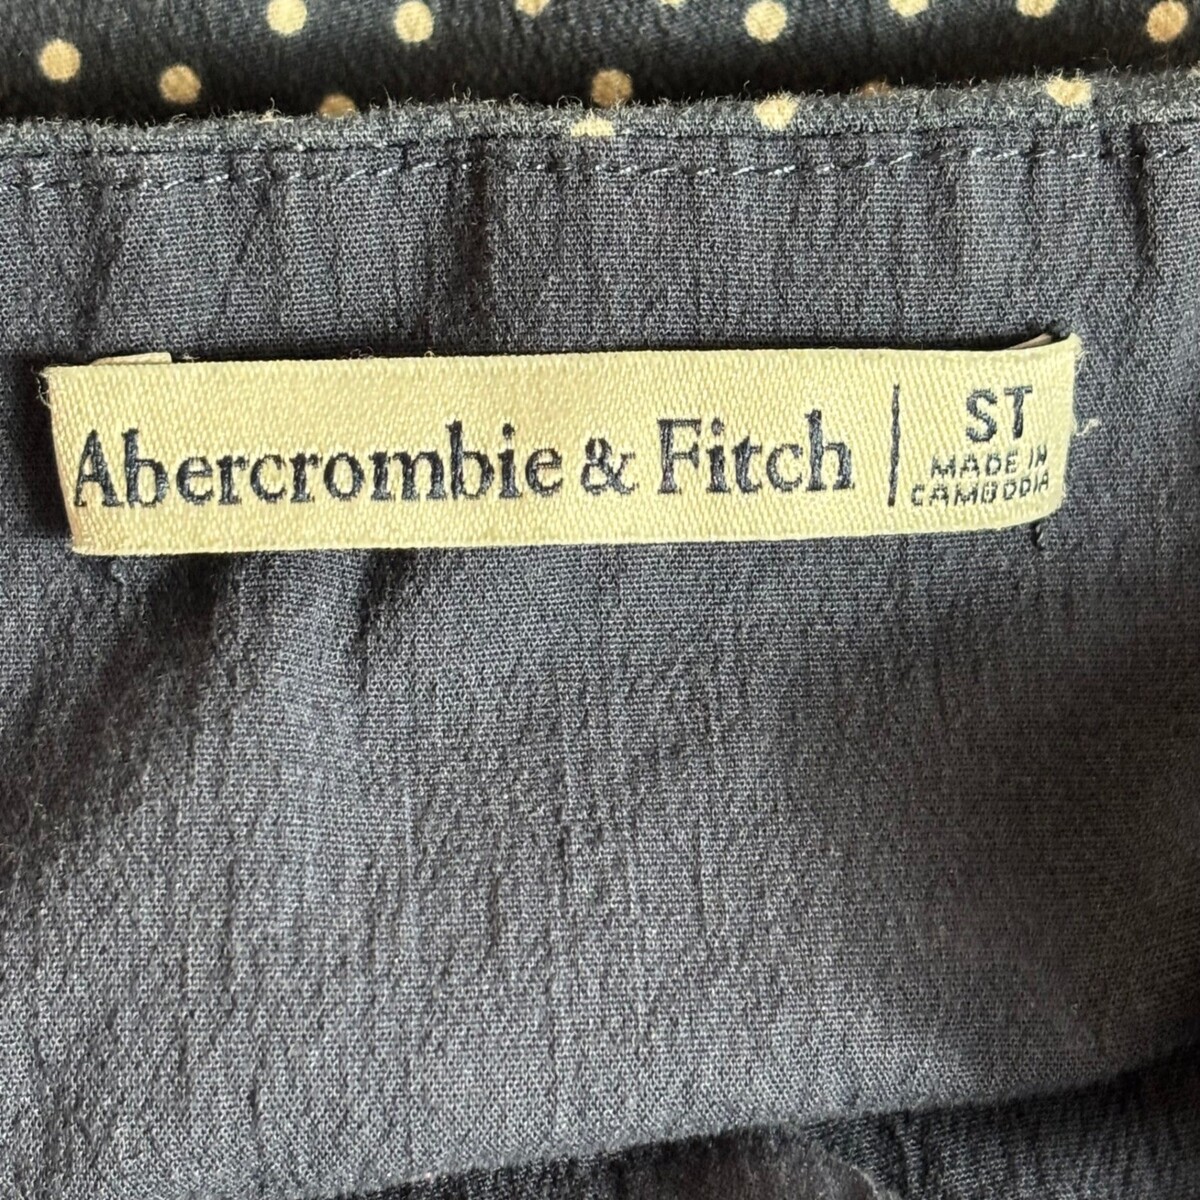 Abercrombie & Fitch
ST
MADE IN
CAMBODIA